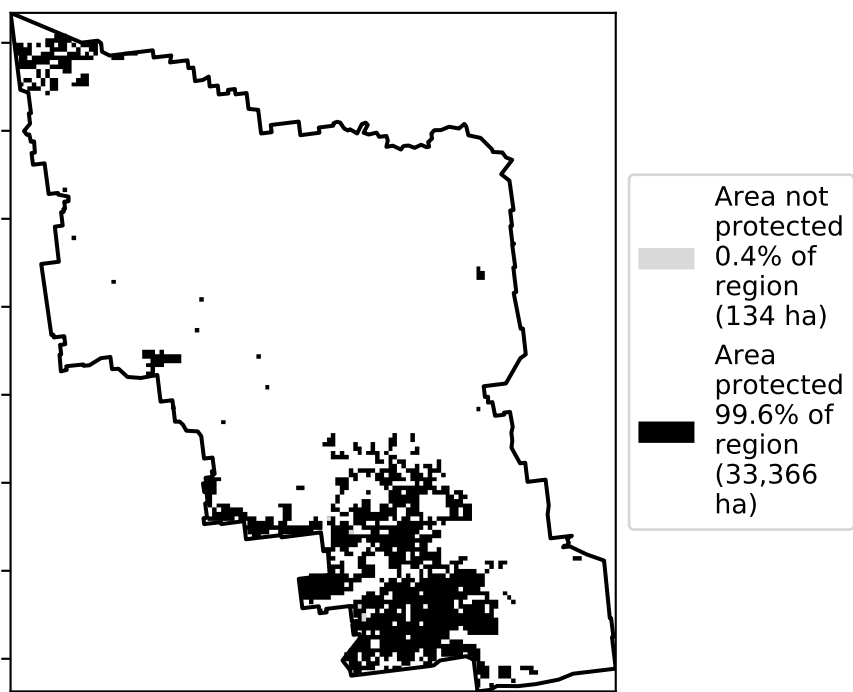 Area not
protected
0.4% of
region
(134 ha)
Area
protected
99.6% of
region
(33,366
ha)